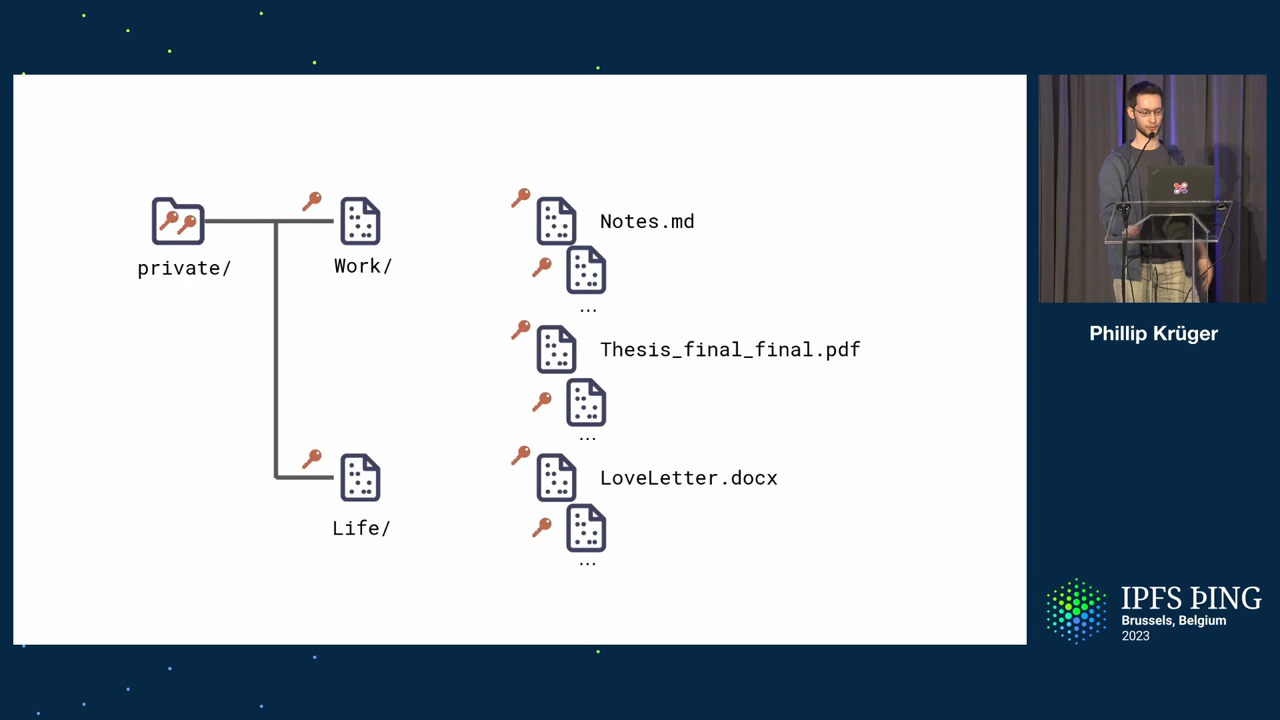 private/
Work/
Life/
Notes.md
...
Thesis_final_final.pdf
...
LoveLetter.docx
...
Phillip Krüger
IPFS ÞING
Brussels, Belgium
2023